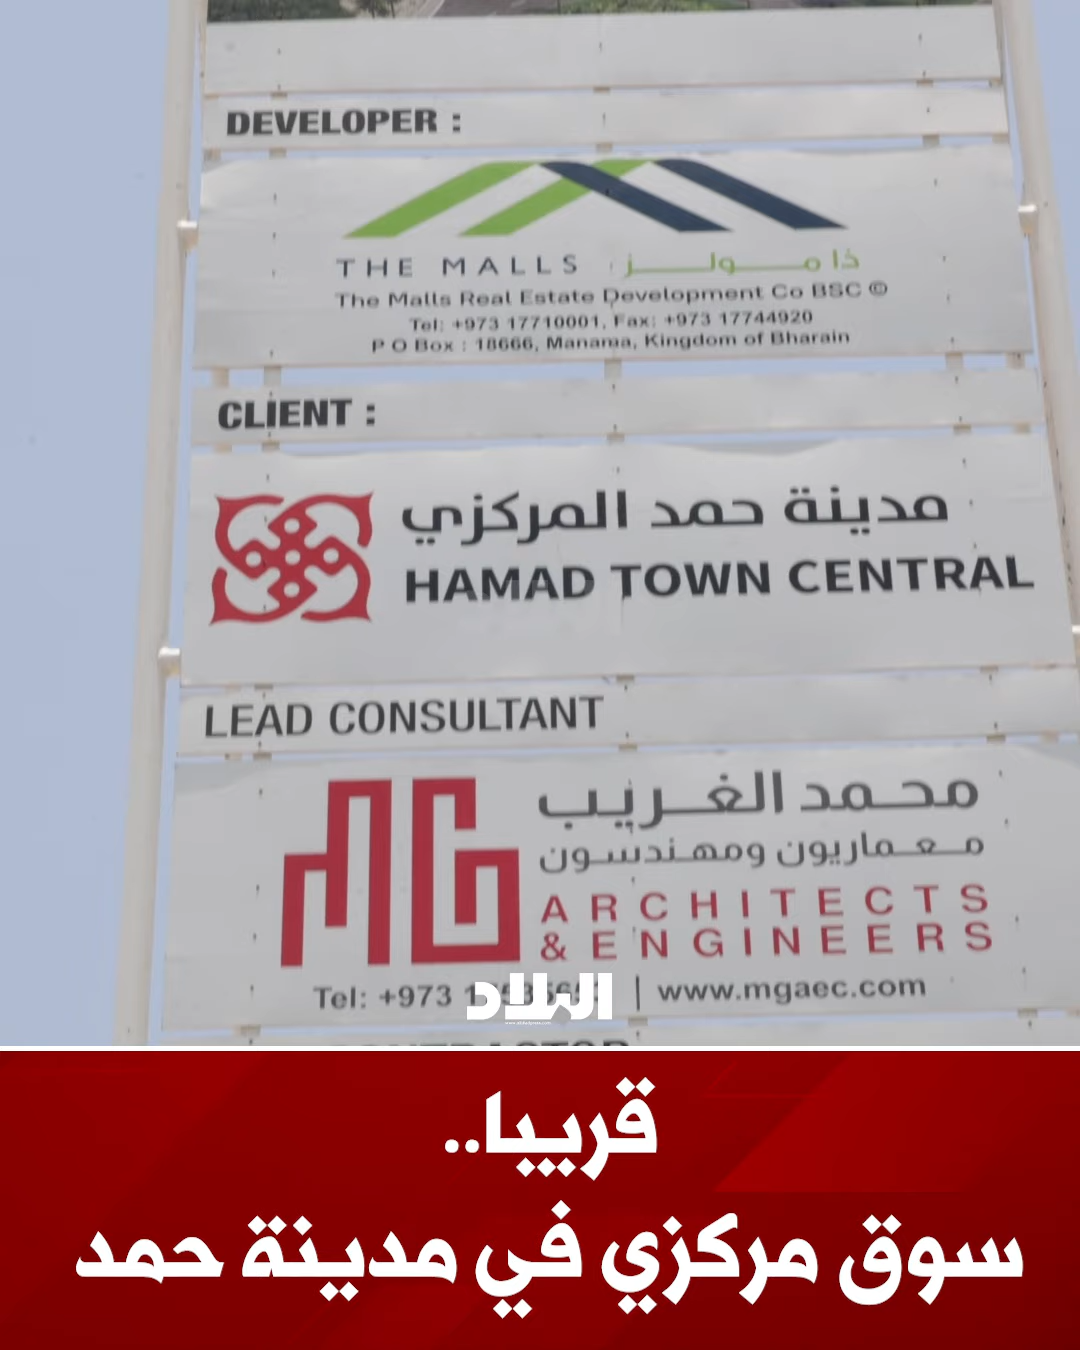 DEVELOPER :
THE MALLS ذا مولز
The Malls Real Estate Development Co BSC ©
Tel: +973 17710001, Fax: +973 17744920
P O Box : 18666, Manama, Kingdom of Bharain
CLIENT :
مدينة حمد المركزي
HAMAD TOWN CENTRAL
LEAD CONSULTANT
MG
محمد الغريب
معماريون ومهندسون
ARCHITECTS
& ENGINEERS
Tel: +973 | www.mgaec.com
البلاد
قريبا..
سوق مركزي في مدينة حمد